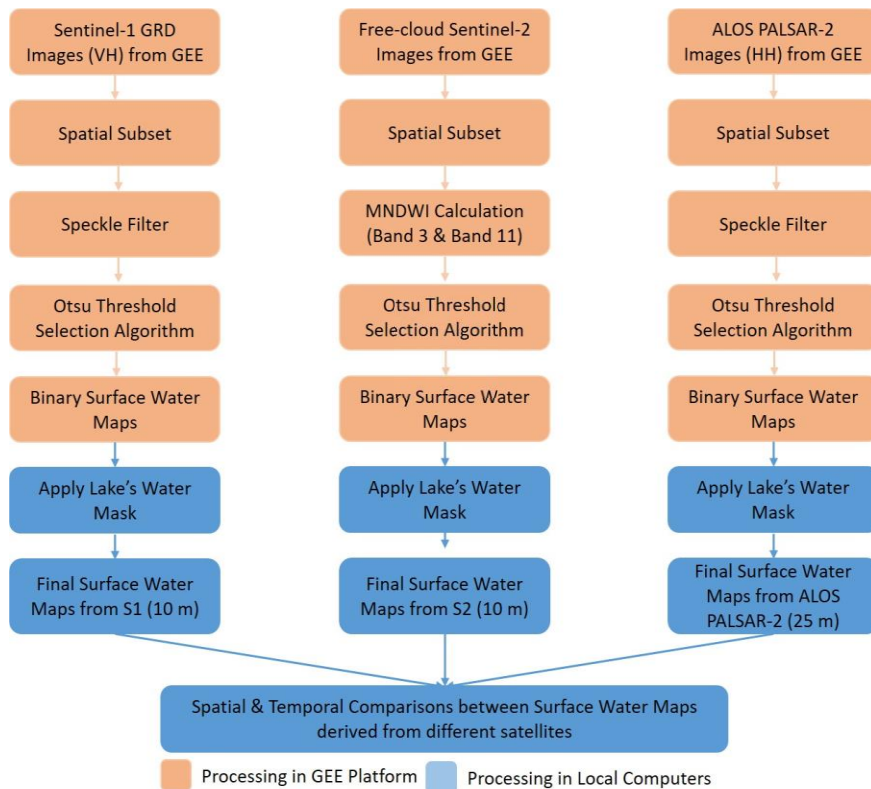 Sentinel-1 GRD
Images (VH) from GEE
Spatial Subset
Speckle Filter
Otsu Threshold
Selection Algorithm
Binary Surface Water
Maps
Apply Lake's Water
Mask
Final Surface Water
Maps from S1 (10 m)
Free-cloud Sentinel-2
Images from GEE
Spatial Subset
MNDWI Calculation
(Band 3 & Band 11)
Otsu Threshold
Selection Algorithm
Binary Surface Water
Maps
Apply Lake's Water
Mask
Final Surface Water
Maps from S2 (10 m)
ALOS PALSAR-2
Images (HH) from GEE
Spatial Subset
Speckle Filter
Otsu Threshold
Selection Algorithm
Binary Surface Water
Maps
Apply Lake's Water
Mask
Final Surface Water
Maps from ALOS
PALSAR-2 (25 m)
Spatial & Temporal Comparisons between Surface Water Maps
derived from different satellites
Processing in GEE Platform
Processing in Local Computers